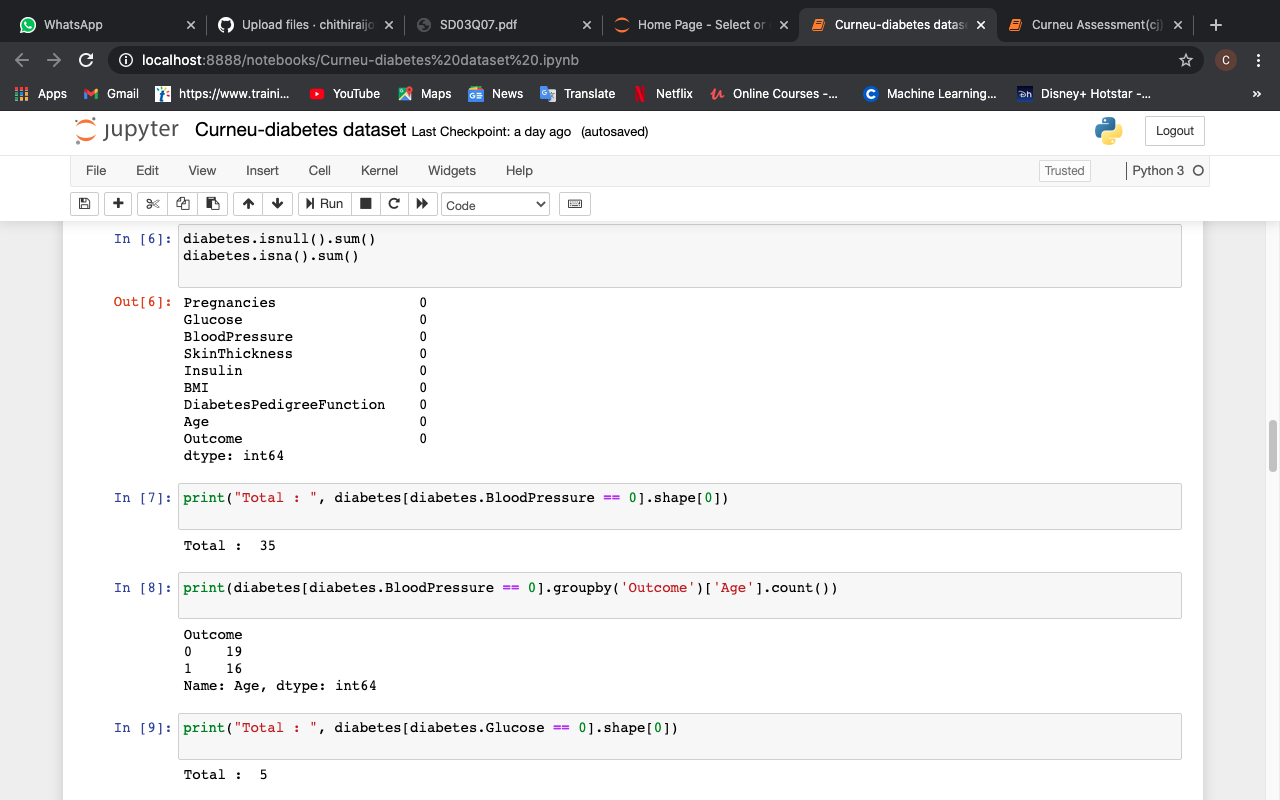 WhatsApp
Upload files · chithiraijo
SD03Q07.pdf
Home Page - Select or
Curneu-diabetes datase
Curneu Assessment(cj)
localhost:8888/notebooks/Curneu-diabetes%20dataset%20.ipynb
C
Apps
Gmail
https://www.traini...
YouTube
Maps
News
Translate
Netflix
Online Courses -...
Machine Learning...
Disney+ Hotstar -...
»
jupyter Curneu-diabetes dataset Last Checkpoint: a day ago (autosaved)
Logout
File Edit View Insert Cell Kernel Widgets Help
Trusted
Python 3
Run
Code
In [6]: diabetes.isnull().sum()
diabetes.isna().sum()
Out[6]: Pregnancies 0
Glucose 0
BloodPressure 0
SkinThickness 0
Insulin 0
BMI 0
DiabetesPedigreeFunction 0
Age 0
Outcome 0
dtype: int64
In [7]: print("Total : ", diabetes[diabetes.BloodPressure == 0].shape[0])
Total :  35
In [8]: print(diabetes[diabetes.BloodPressure == 0].groupby('Outcome')['Age'].count())
Outcome
0 19
1 16
Name: Age, dtype: int64
In [9]: print("Total : ", diabetes[diabetes.Glucose == 0].shape[0])
Total :  5